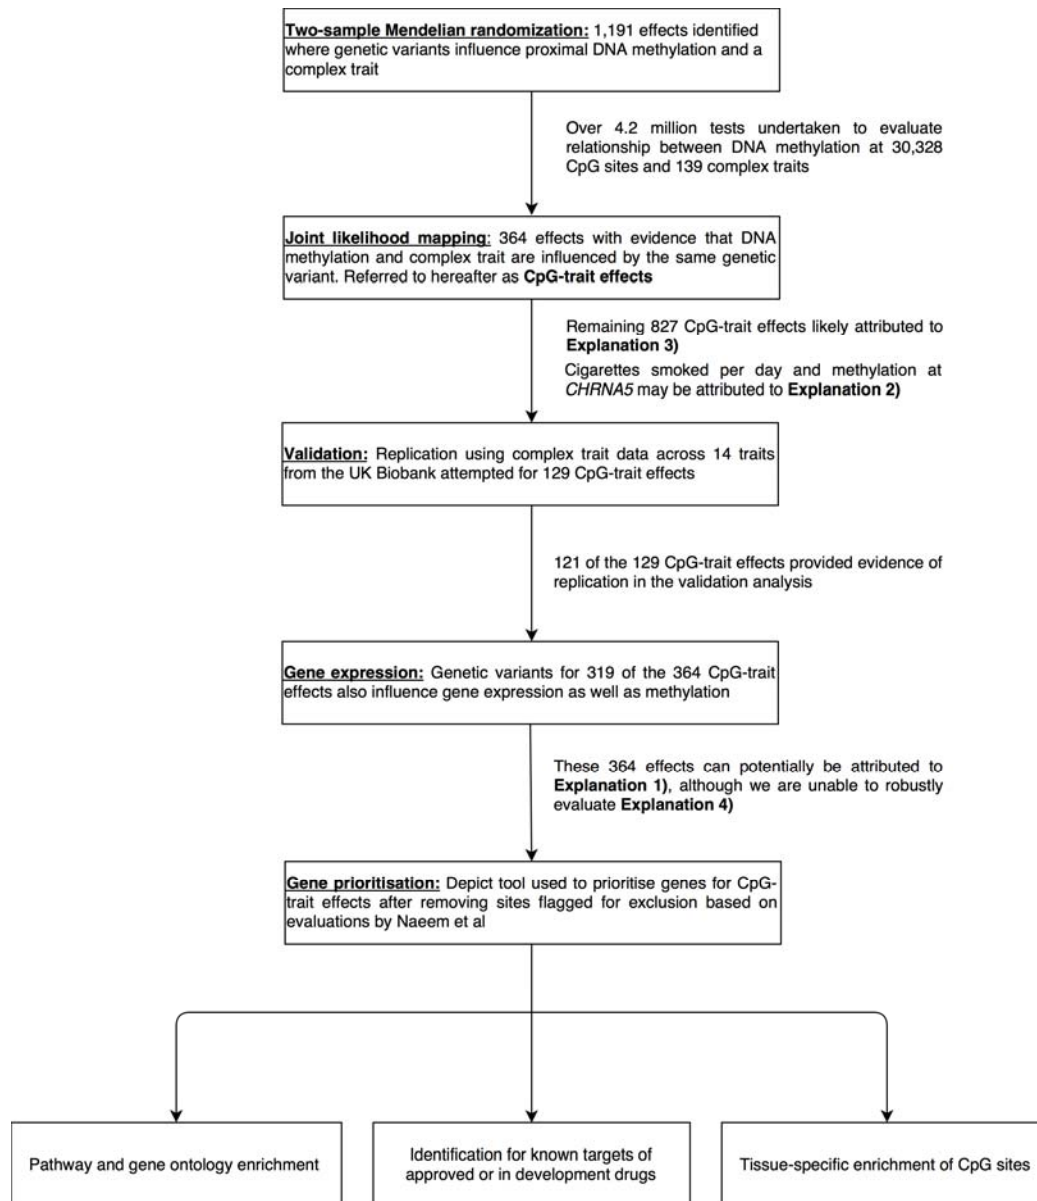 Two-sample Mendelian randomization: 1,191 effects identified
where genetic variants influence proximal DNA methylation and a
complex trait
Over 4.2 million tests undertaken to evaluate
relationship between DNA methylation at 30,328
CpG sites and 139 complex traits
Joint likelihood mapping: 364 effects with evidence that DNA
methylation and complex trait are influenced by the same genetic
variant. Referred to hereafter as CpG-trait effects
Remaining 827 CpG-trait effects likely attributed to
Explanation 3)
Cigarettes smoked per day and methylation at
CHRNA5 may be attributed to Explanation 2)
Validation: Replication using complex trait data across 14 traits
from the UK Biobank attempted for 129 CpG-trait effects
121 of the 129 CpG-trait effects provided evidence of
replication in the validation analysis
Gene expression: Genetic variants for 319 of the 364 CpG-trait
effects also influence gene expression as well as methylation
These 364 effects can potentially be attributed to
Explanation 1), although we are unable to robustly
evaluate Explanation 4)
Gene prioritisation: Depict tool used to prioritise genes for CpG-
trait effects after removing sites flagged for exclusion based on
evaluations by Naeem et al
Pathway and gene ontology enrichment
Identification for known targets of
approved or in development drugs
Tissue-specific enrichment of CpG sites